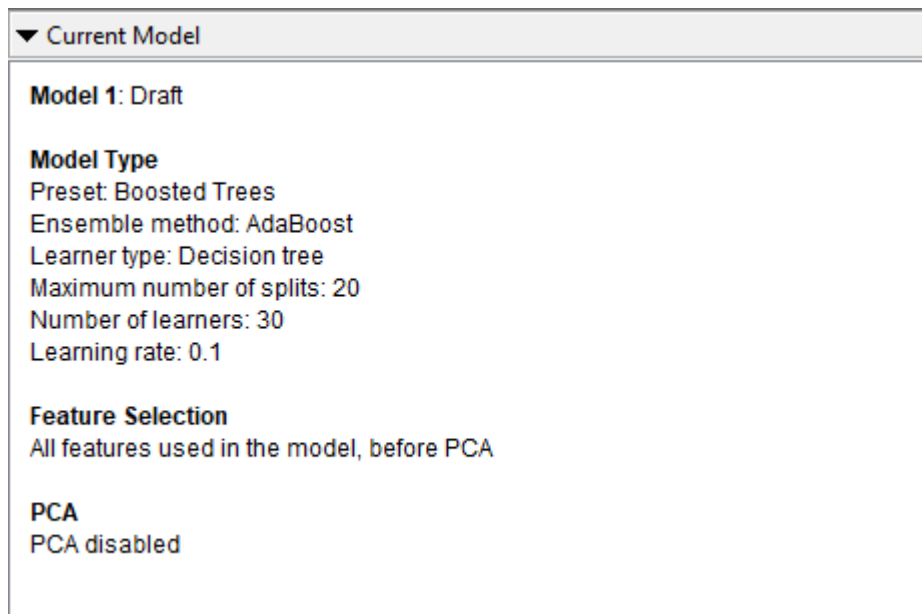 Current Model
Model 1: Draft
Model Type
Preset: Boosted Trees
Ensemble method: AdaBoost
Learner type: Decision tree
Maximum number of splits: 20
Number of learners: 30
Learning rate: 0.1
Feature Selection
All features used in the model, before PCA
PCA
PCA disabled